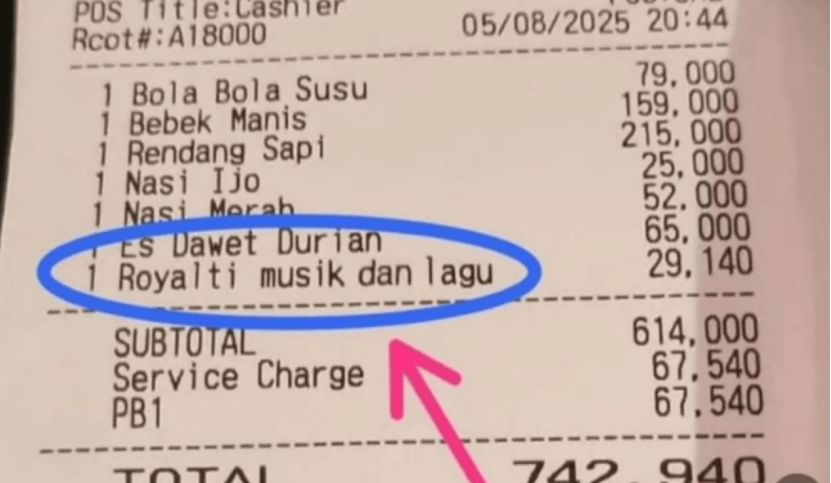 POS Title:Cashier
Rcot#:A18000 05/08/2025 20:44
1 Bola Bola Susu 79,000
1 Bebek Manis 159,000
1 Rendang Sapi 215,000
1 Nasi Ijo 25,000
1 Nasi Merah 52,000
1 Es Dawet Durian 65,000
1 Royalti musik dan lagu 29,140
SUBTOTAL 614,000
Service Charge 67,540
PB1 67,540
TOTAL 742,940